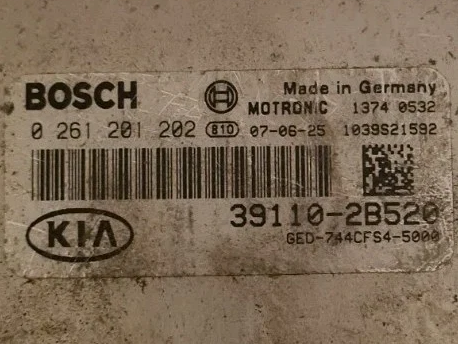 BOSCH
Made in Germany
MOTRONIC 1374 0532
0 261 201 202 810 07-06-25 1039S21592
39110-2B520
KIA
GED-744CFS4-5000